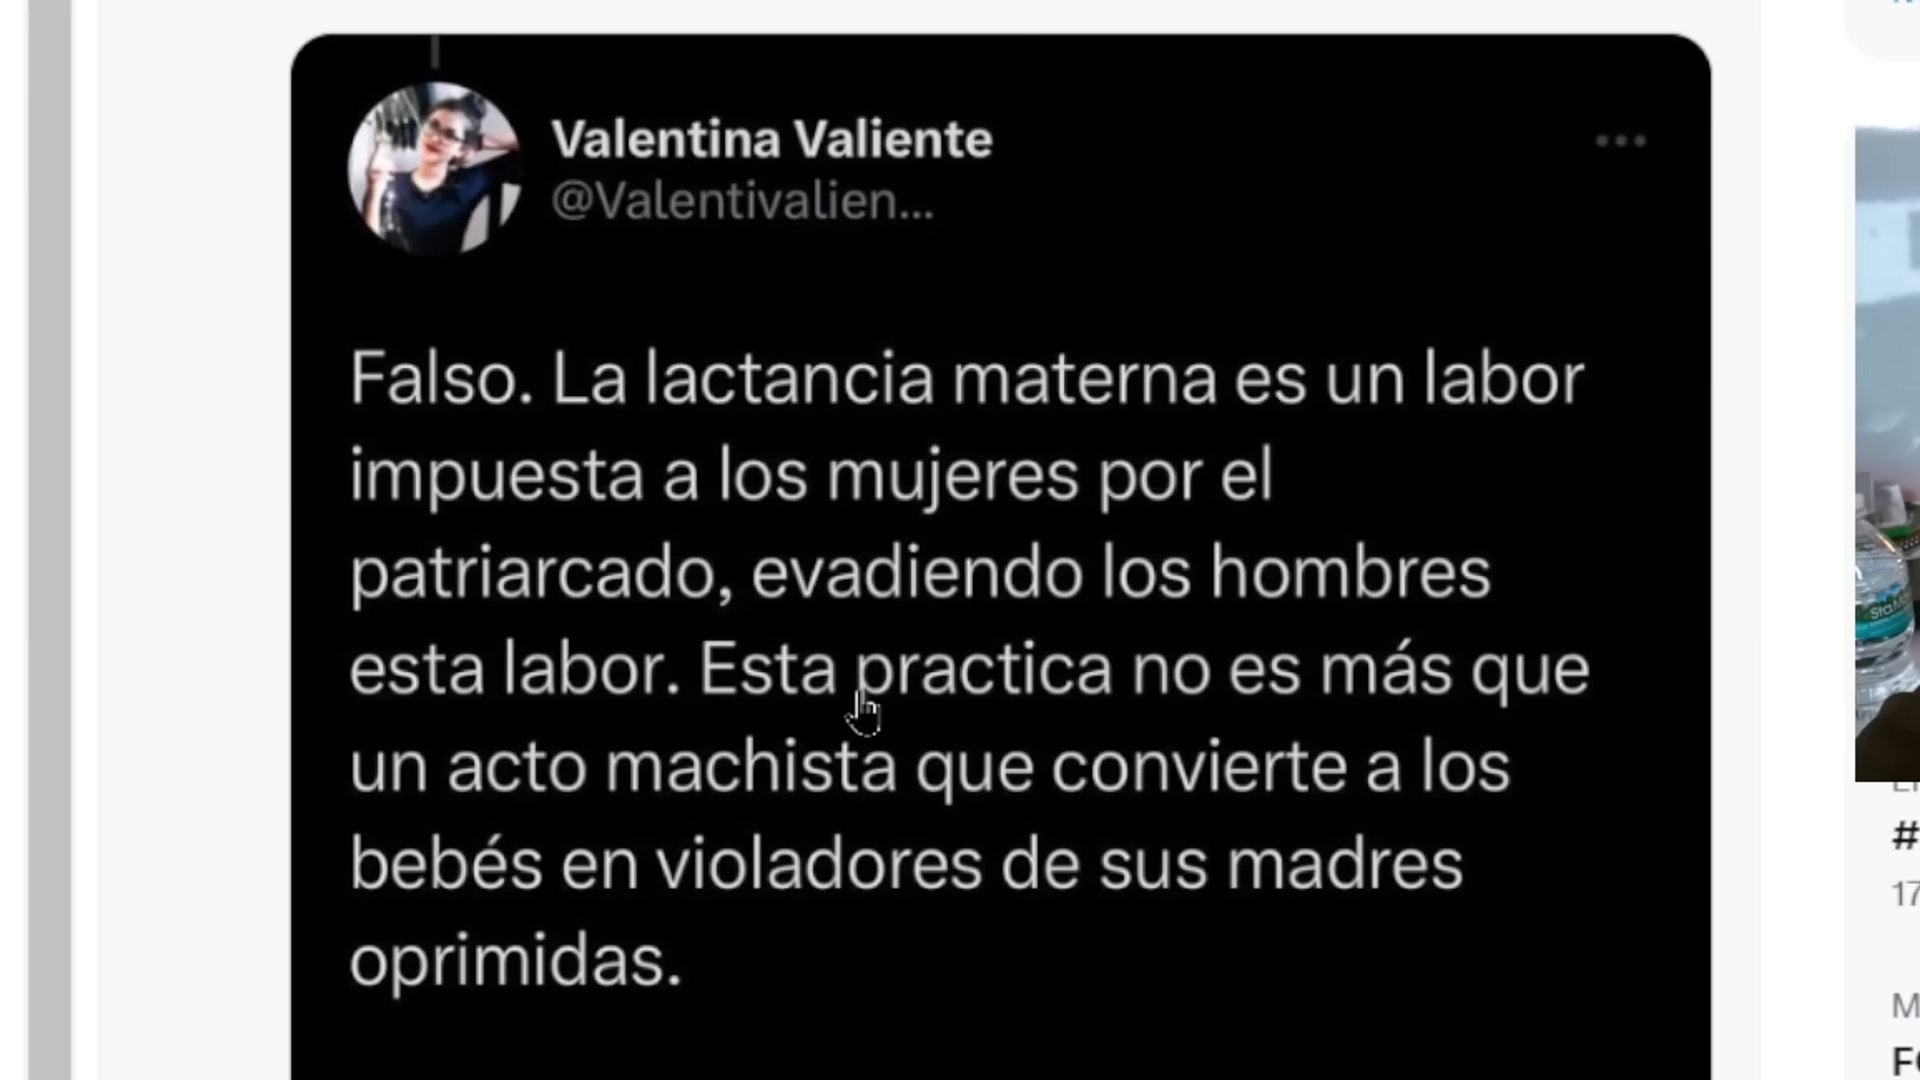 Valentina Valiente
@Valentivalien...
Falso. La lactancia materna es un labor
impuesta a los mujeres por el
patriarcado, evadiendo los hombres
esta labor. Esta practica no es más que
un acto machista que convierte a los
bebés en violadores de sus madres
oprimidas.
#
17
M